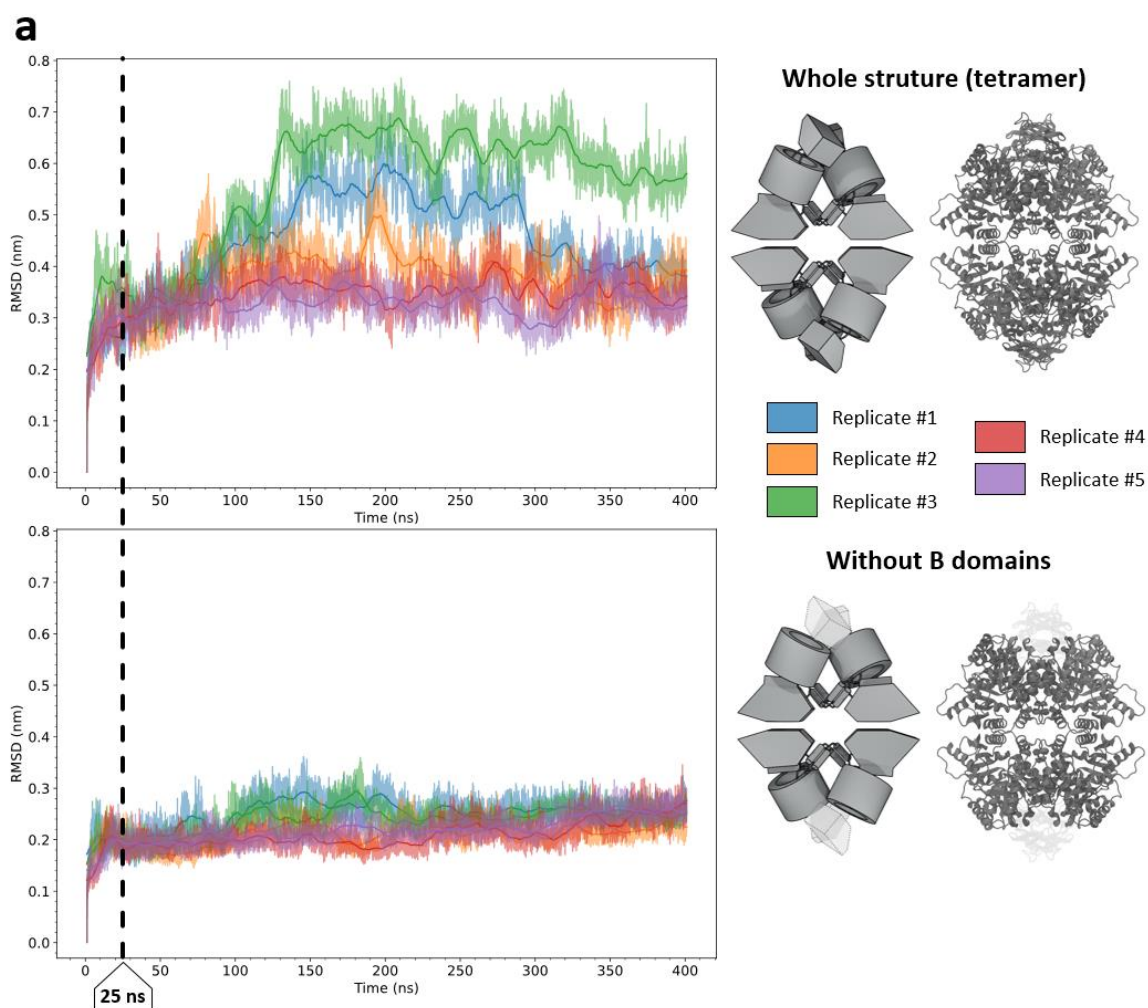 a
0.8
0.7
0.6
0.5
0.4
0.3
0.2
0.1
0.0
RMSD (nm)
0 50 100 150 200 250 300 350 400
Time (ns)
Whole struture (tetramer)
Replicate #1
Replicate #2
Replicate #3
Replicate #4
Replicate #5
0.8
0.7
0.6
0.5
0.4
0.3
0.2
0.1
0.0
RMSD (nm)
0 50 100 150 200 250 300 350 400
Time (ns)
25 ns
Without B domains